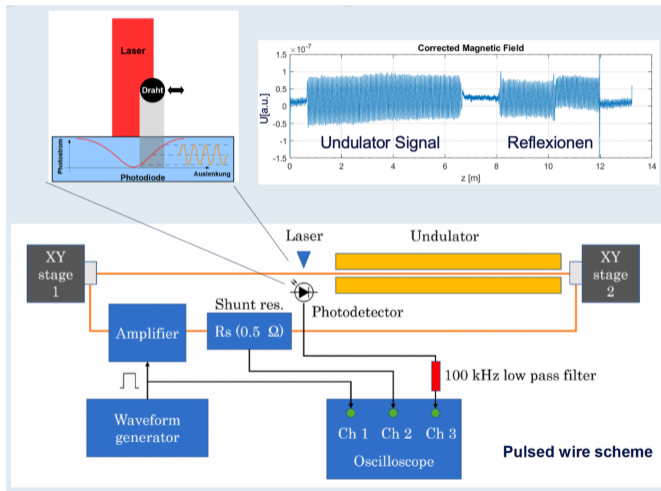 Laser
Draht
Photostrom
Auslenkung
Photodiode
Corrected Magnetic Field
×10⁻⁷
U[a.u.]
1.5
1
0.5
0
-0.5
-1
-1.5
Undulator Signal
Reflexionen
0 2 4 6 8 10 12 14
z [m]
Laser
Undulator
XY
stage
1
XY
stage
2
Shunt res.
Photodetector
Amplifier
Rs (0.5 Ω)
100 kHz low pass filter
Waveform
generator
Ch 1 Ch 2 Ch 3
Oscilloscope
Pulsed wire scheme